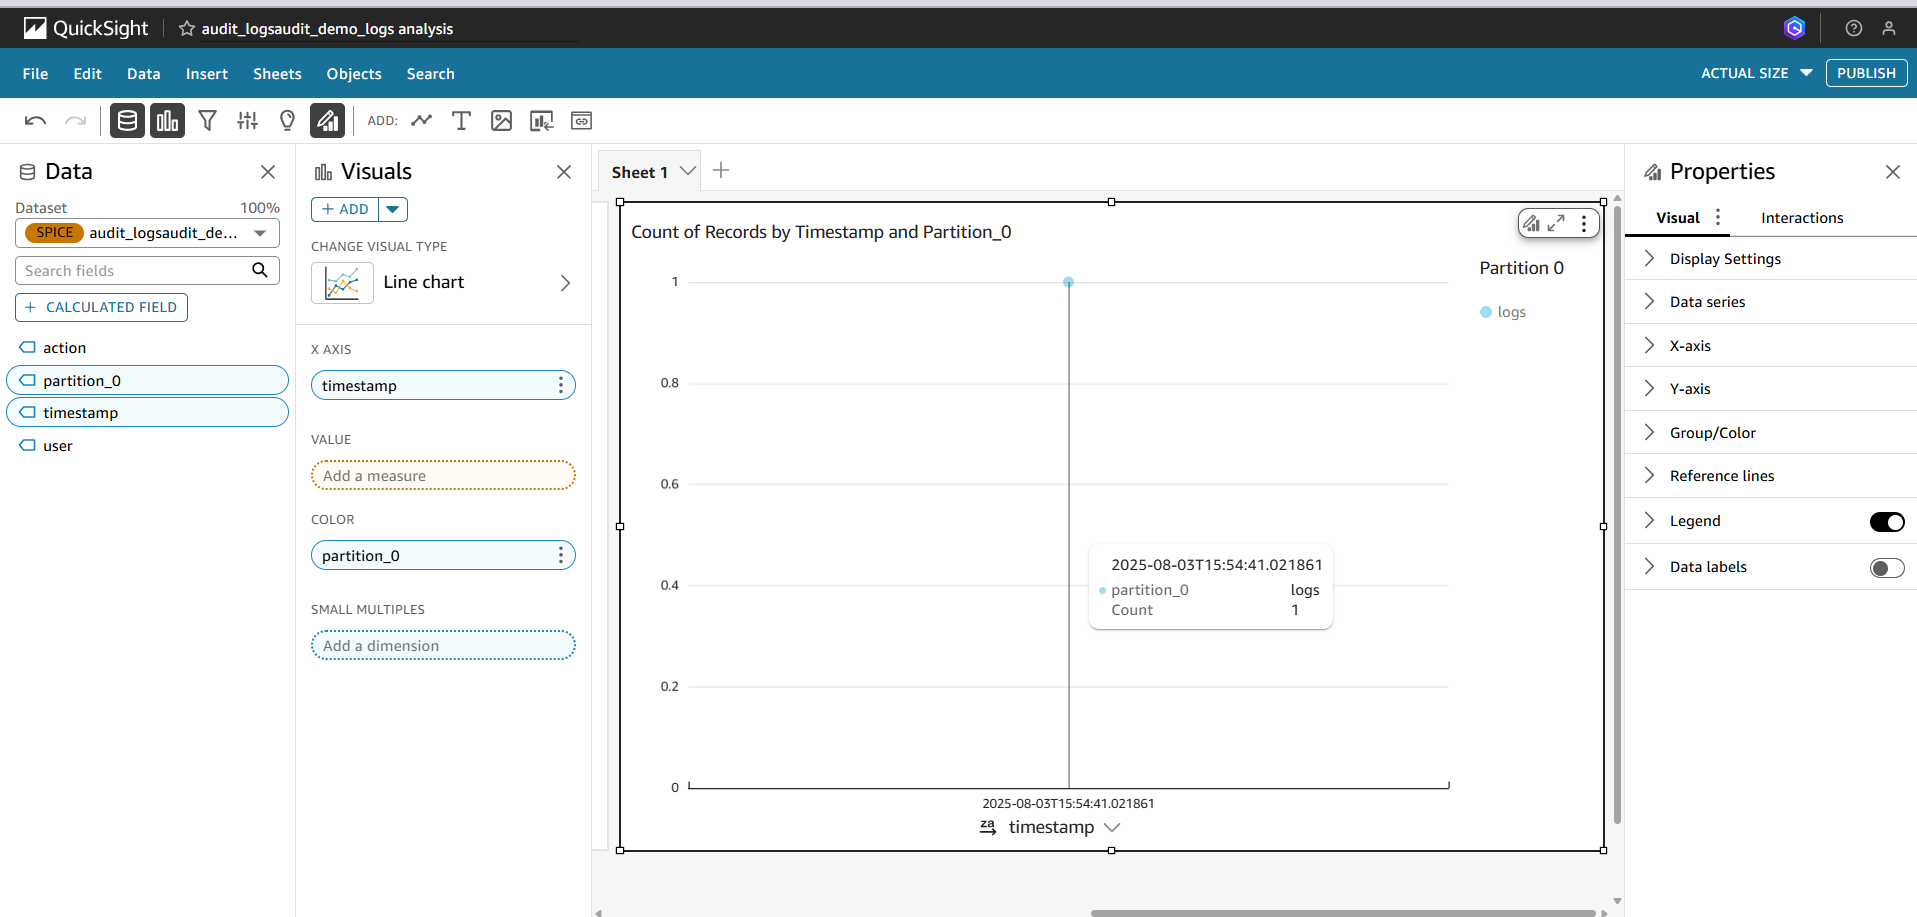 QuickSight
audit_logsaudit_demo_logs analysis
File Edit Data Insert Sheets Objects Search
ACTUAL SIZE
PUBLISH
ADD:
Data
Dataset 100%
SPICE audit_logsaudit_de...
Search fields
+ CALCULATED FIELD
action
partition_0
timestamp
user
Visuals
+ ADD
CHANGE VISUAL TYPE
Line chart
X AXIS
timestamp
VALUE
Add a measure
COLOR
partition_0
SMALL MULTIPLES
Add a dimension
Sheet 1
Count of Records by Timestamp and Partition_0
1
0.8
0.6
0.4
0.2
0
2025-08-03T15:54:41.021861
partition_0 logs
Count 1
2025-08-03T15:54:41.021861
za timestamp
Partition 0
logs
Properties
Visual Interactions
Display Settings
Data series
X-axis
Y-axis
Group/Color
Reference lines
Legend
Data labels